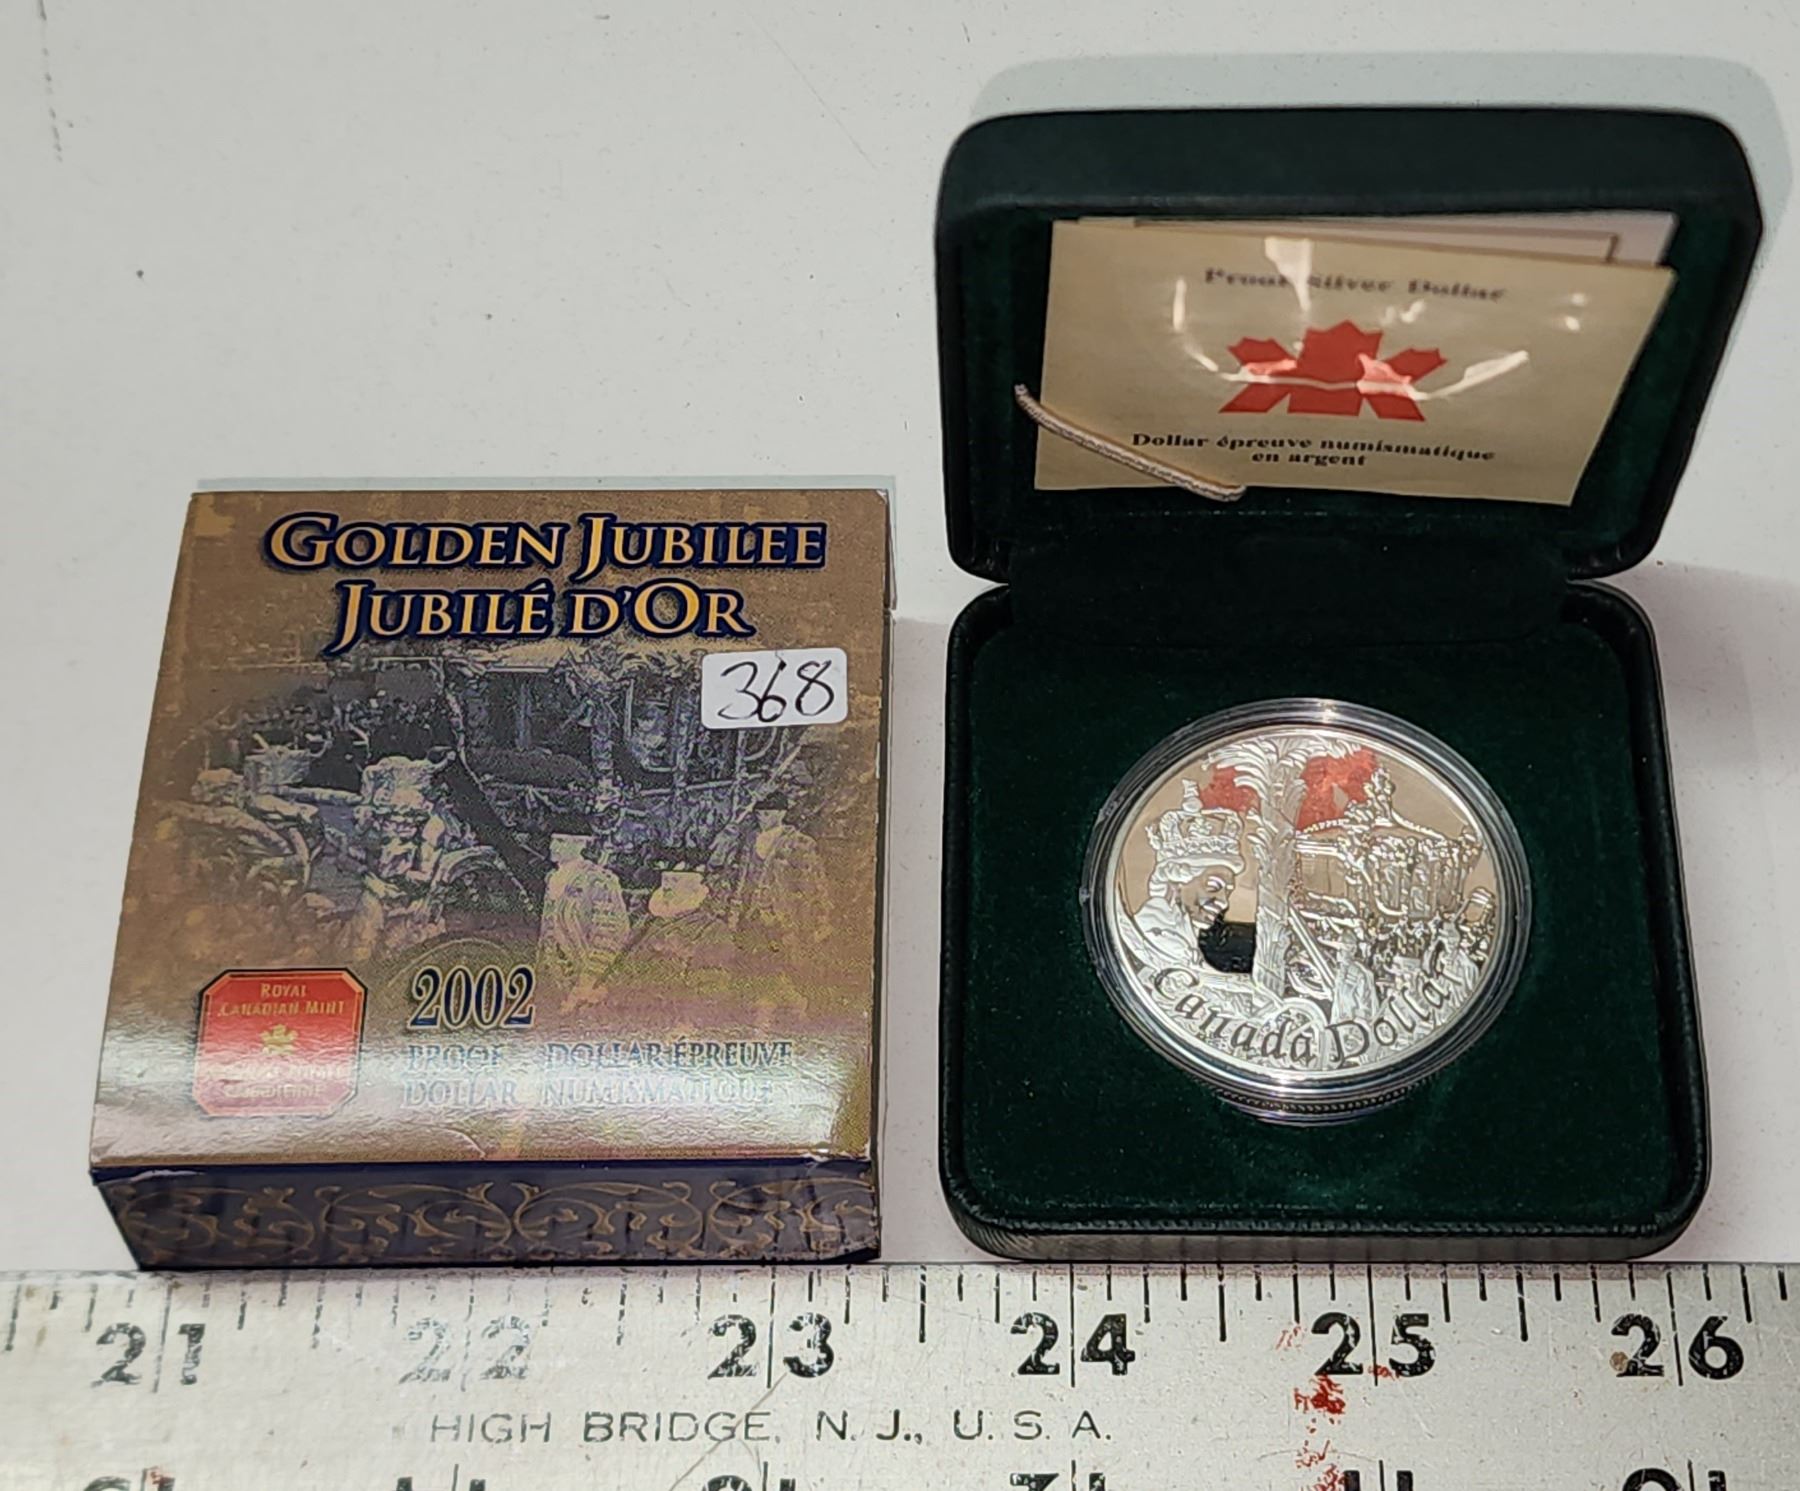 GOLDEN JUBILEE
JUBILÉ D'OR
368
ROYAL
CANADIAN MINT
2002
PROOF DOLLAR ÉPREUVE
DOLLAR NUMISMATIQUE
Proof Silver Dollar
Dollar épreuve numismatique
en argent
Canada Dollar
21 22 23 24 25 26
HIGH BRIDGE, N. J., U. S. A.